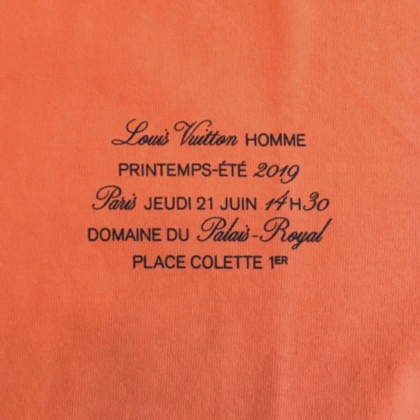 Louis Vuitton HOMME
PRINTEMPS-ÉTÉ 2019
Paris JEUDI 21 JUIN 14H30
DOMAINE DU Palais-Royal
PLACE COLETTE 1ER